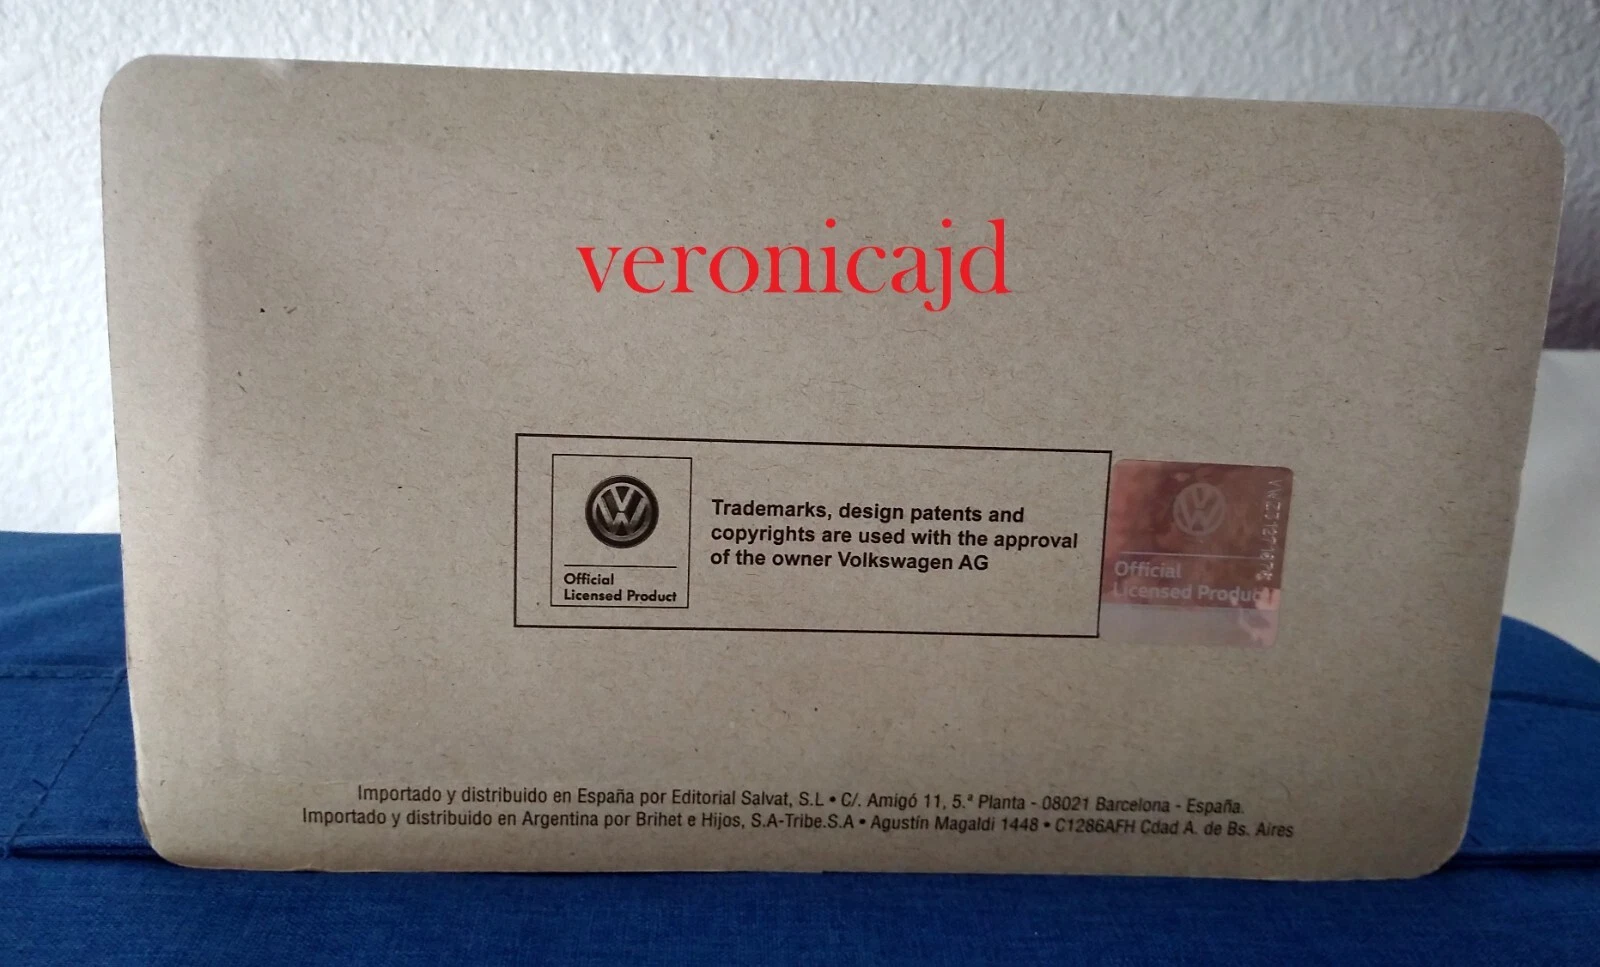 veronicajd
Trademarks, design patents and
copyrights are used with the approval
of the owner Volkswagen AG
Official
Licensed Product
Official
Licensed Product
Importado y distribuido en España por Editorial Salvat, S.L • C/. Amigó 11, 5.ª Planta - 08021 Barcelona - España.
Importado y distribuido en Argentina por Brihet e Hijos, S.A-Tribe.S.A • Agustín Magaldi 1448 • C1286AFH Cdad A. de Bs. Aires